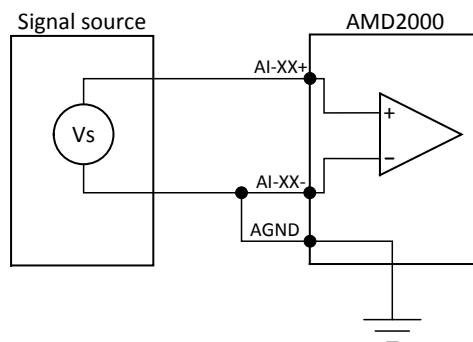 Signal source
AMD2000
AI-XX+
+
Vs
−
AI-XX-
AGND